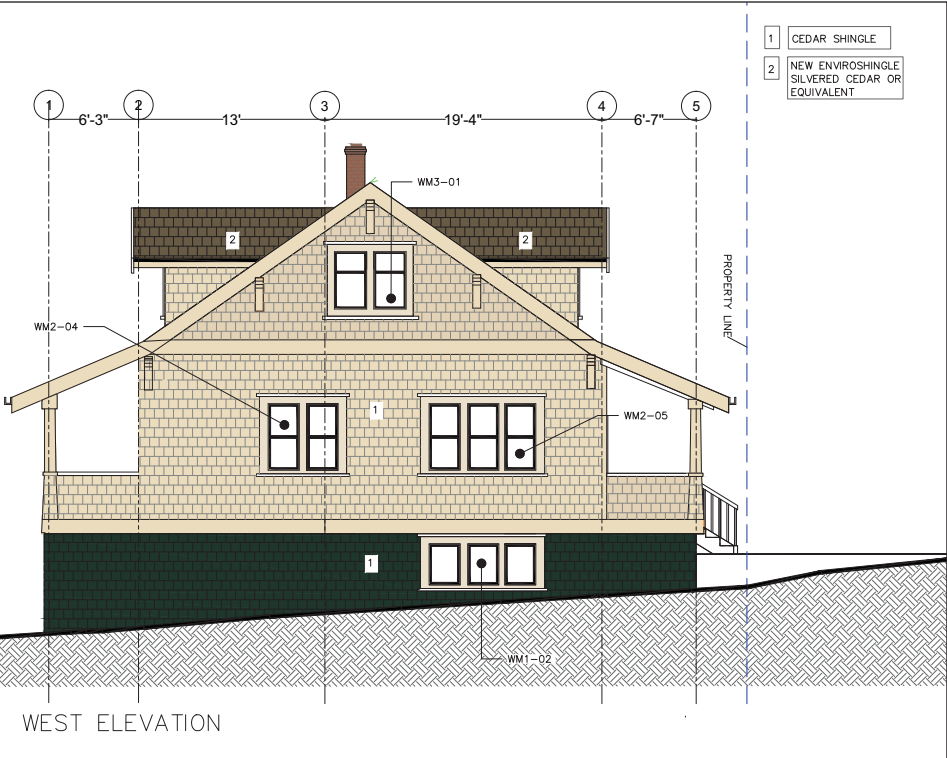 1 CEDAR SHINGLE
2 NEW ENVIROSHINGLE
SILVERED CEDAR OR
EQUIVALENT
1 2 3 4 5
6'-3" 13' 19'-4" 6'-7"
WM3-01
2 2
PROPERTY LINE
WM2-04
1
WM2-05
1
WM1-02
WEST ELEVATION